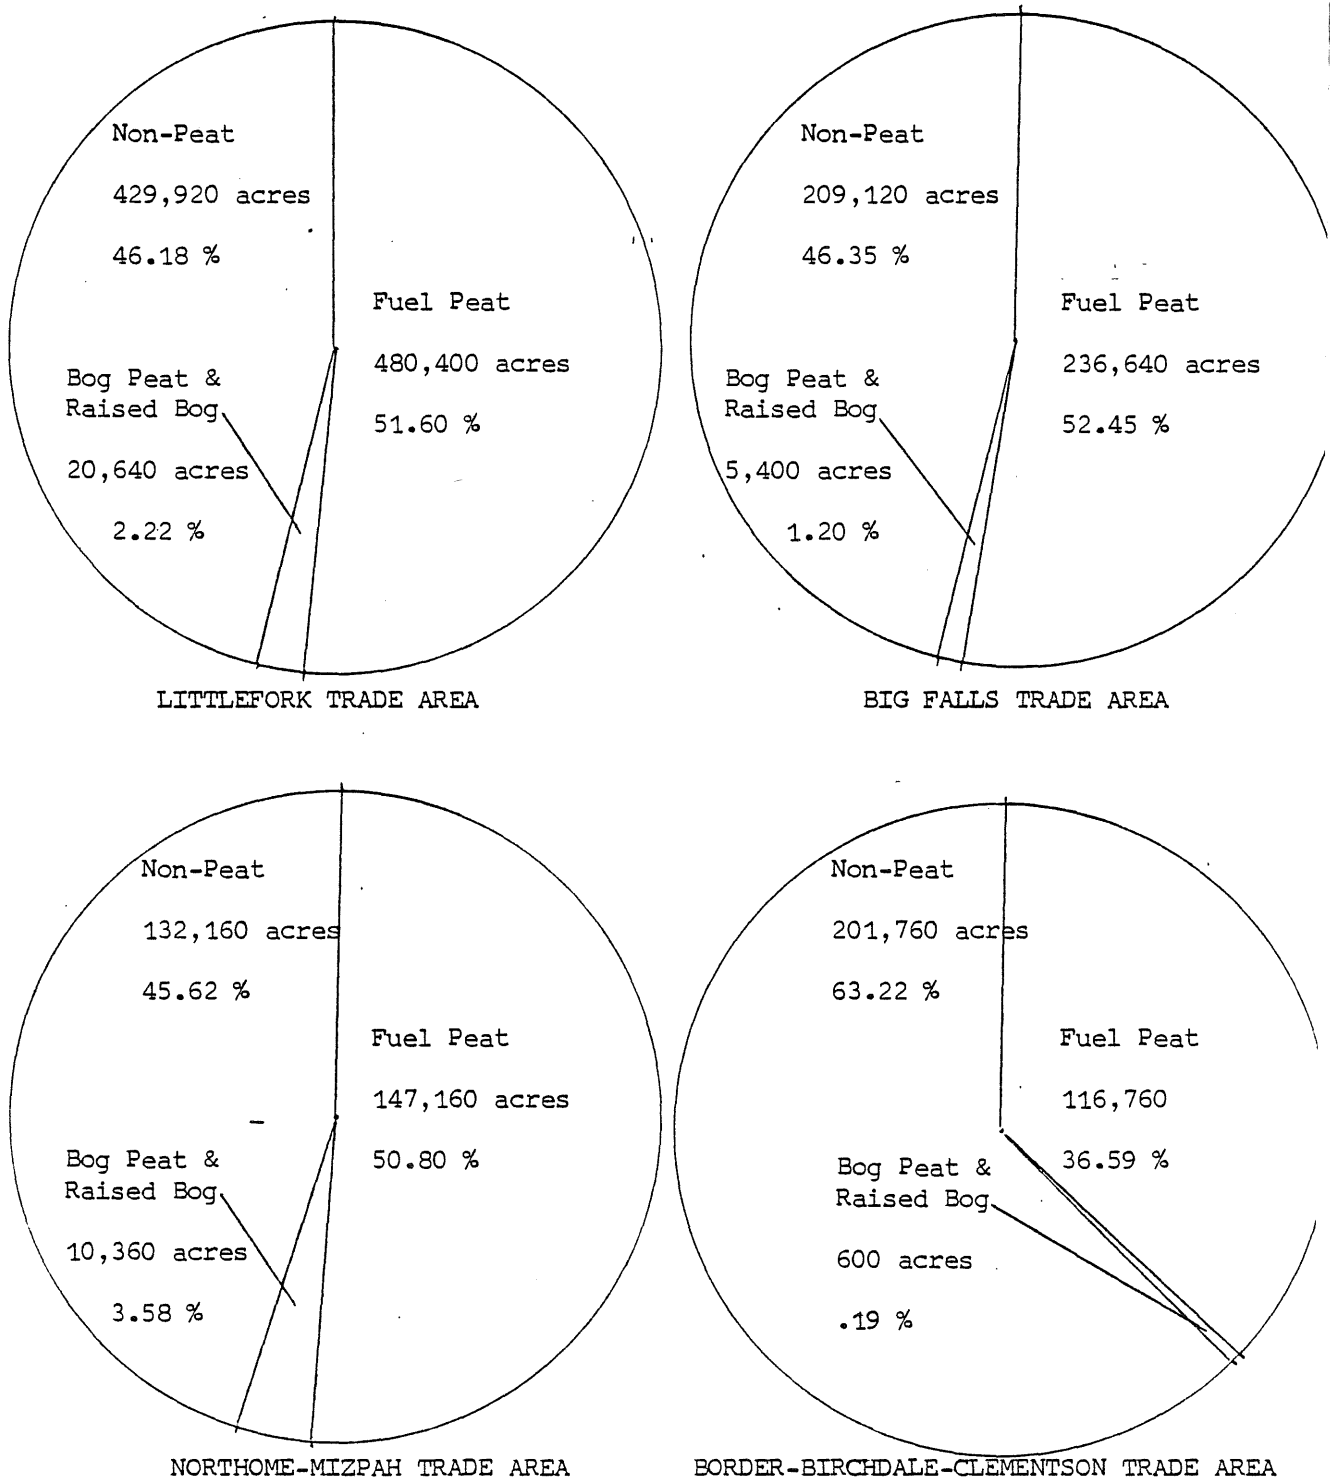 Non-Peat
429,920 acres
46.18 %
Fuel Peat
480,400 acres
51.60 %
Bog Peat &
Raised Bog
20,640 acres
2.22 %
LITTLEFORK TRADE AREA
Non-Peat
209,120 acres
46.35 %
Fuel Peat
236,640 acres
52.45 %
Bog Peat &
Raised Bog
5,400 acres
1.20 %
BIG FALLS TRADE AREA
Non-Peat
132,160 acres
45.62 %
Fuel Peat
147,160 acres
50.80 %
Bog Peat &
Raised Bog
10,360 acres
3.58 %
NORTHOME-MIZPAH TRADE AREA
Non-Peat
201,760 acres
63.22 %
Fuel Peat
116,760
36.59 %
Bog Peat &
Raised Bog
600 acres
.19 %
BORDER-BIRCHDALE-CLEMENTSON TRADE AREA